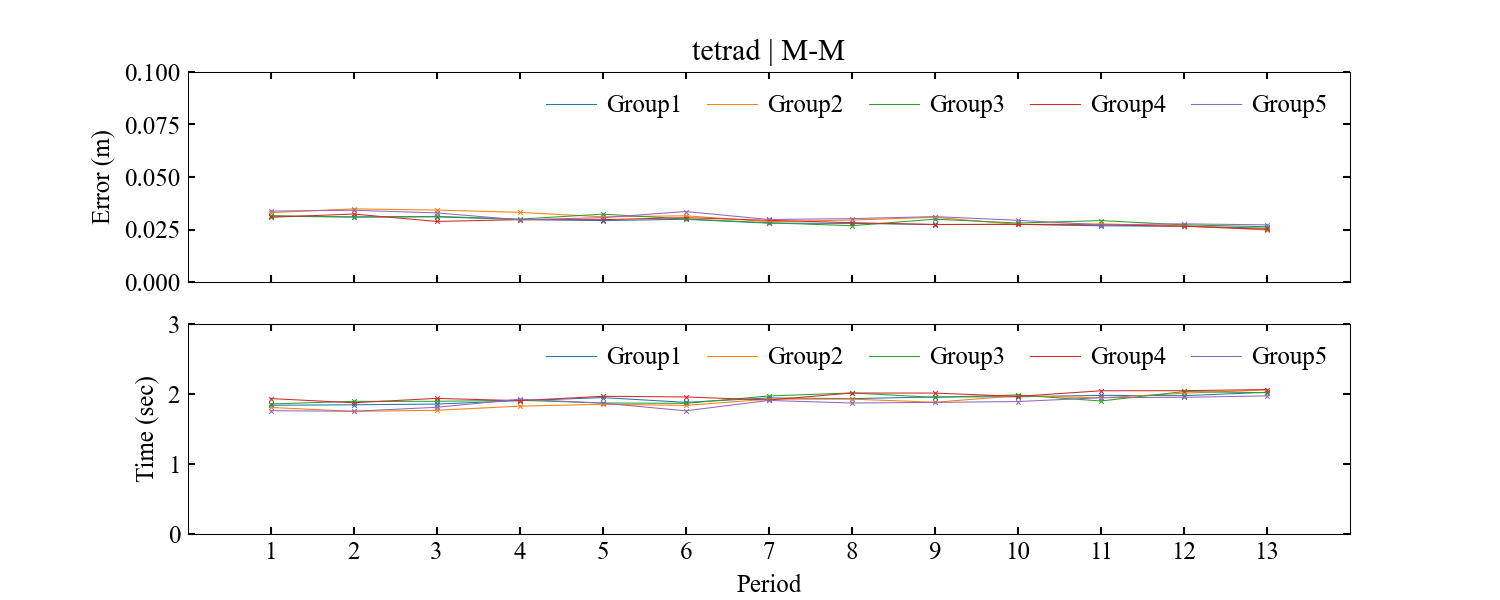 tetrad | M-M
0.100
Group1 Group2 Group3 Group4 Group5
0.075
0.050
0.025
0.000
Error (m)
3
Group1 Group2 Group3 Group4 Group5
2
1
0
Time (sec)
1 2 3 4 5 6 7 8 9 10 11 12 13
Period